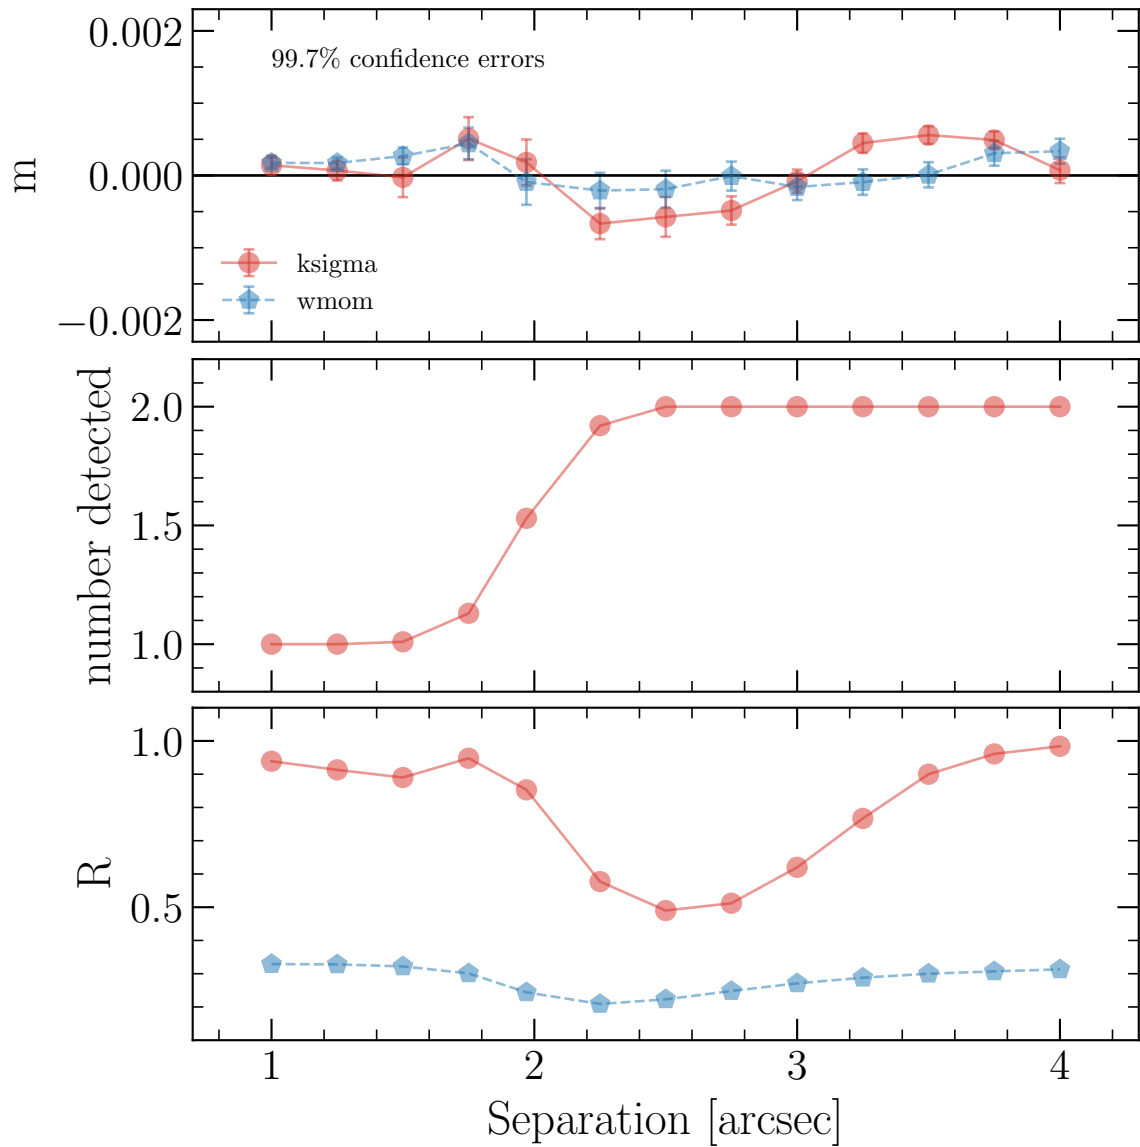 0.002
99.7% confidence errors
m
0.000
ksigma
wmom
−0.002
number detected
2.0
1.5
1.0
R
1.0
0.5
1 2 3 4
Separation [arcsec]